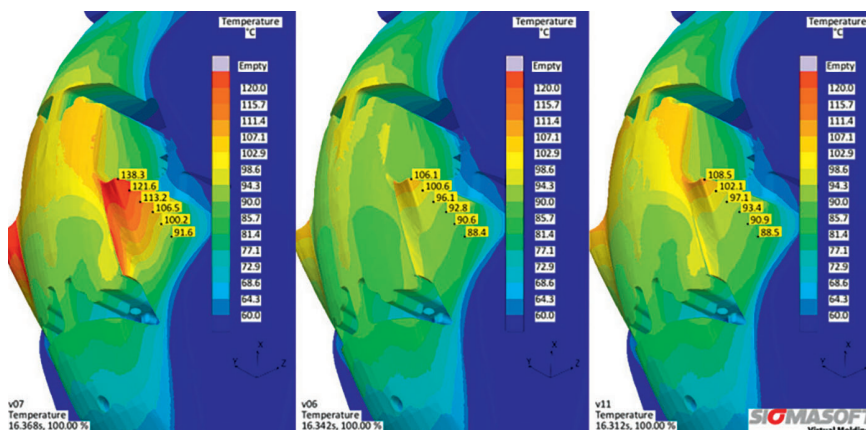 Temperature
°C
Empty
120.0
115.7
111.4
107.1
102.9
98.6
94.3
90.0
85.7
81.4
77.1
72.9
68.6
64.3
60.0
138.3
121.6
113.2
106.5
100.2
91.6
X
Y
Z
v07
Temperature
16.368s, 100.00 %
Temperature
°C
Empty
120.0
115.7
111.4
107.1
102.9
98.6
94.3
90.0
85.7
81.4
77.1
72.9
68.6
64.3
60.0
106.1
100.6
96.1
92.8
90.6
88.4
X
Y
Z
v06
Temperature
16.342s, 100.00 %
Temperature
°C
Empty
120.0
115.7
111.4
107.1
102.9
98.6
94.3
90.0
85.7
81.4
77.1
72.9
68.6
64.3
60.0
108.5
102.1
97.1
93.4
90.9
88.5
X
Y
Z
v11
Temperature
16.312s, 100.00 %
SIGMASOFT
Virtual Molding